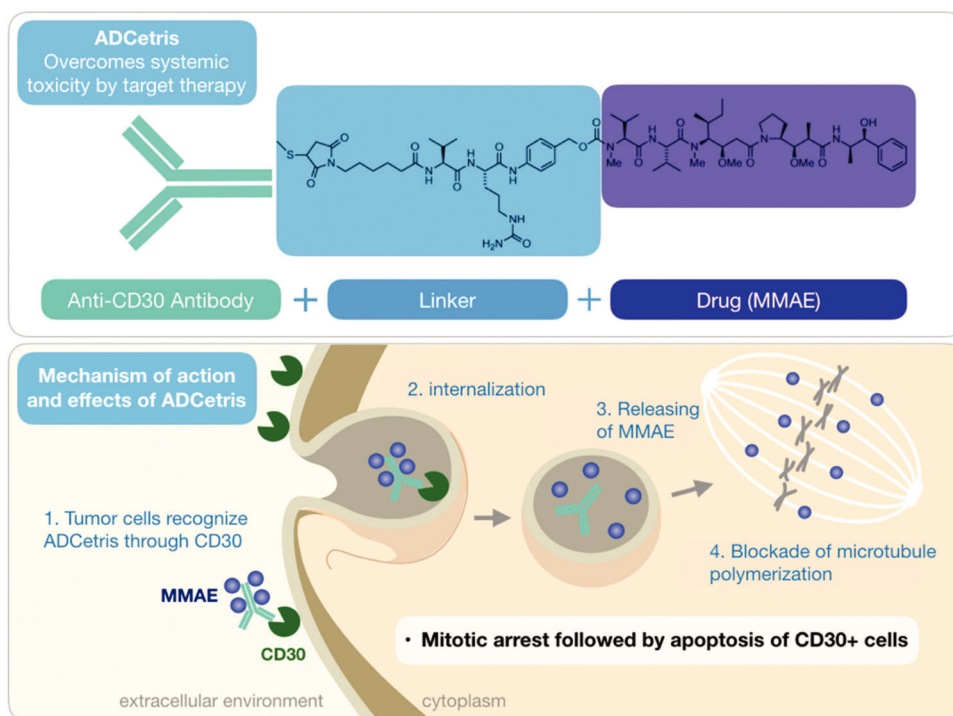 ADCetris
Overcomes systemic
toxicity by target therapy
S
O
O
N
O
N
H
H
N
O
O
N
H
HN
H₂N
O
O
O
N
Me
O
H
N
O
N
Me
OMe
O
N
OMe
O
N
H
OH
Anti-CD30 Antibody
+
Linker
+
Drug (MMAE)
Mechanism of action
and effects of ADCetris
2. internalization
3. Releasing
of MMAE
1. Tumor cells recognize
ADCetris through CD30
4. Blockade of microtubule
polymerization
MMAE
CD30
• Mitotic arrest followed by apoptosis of CD30+ cells
extracellular environment
cytoplasm